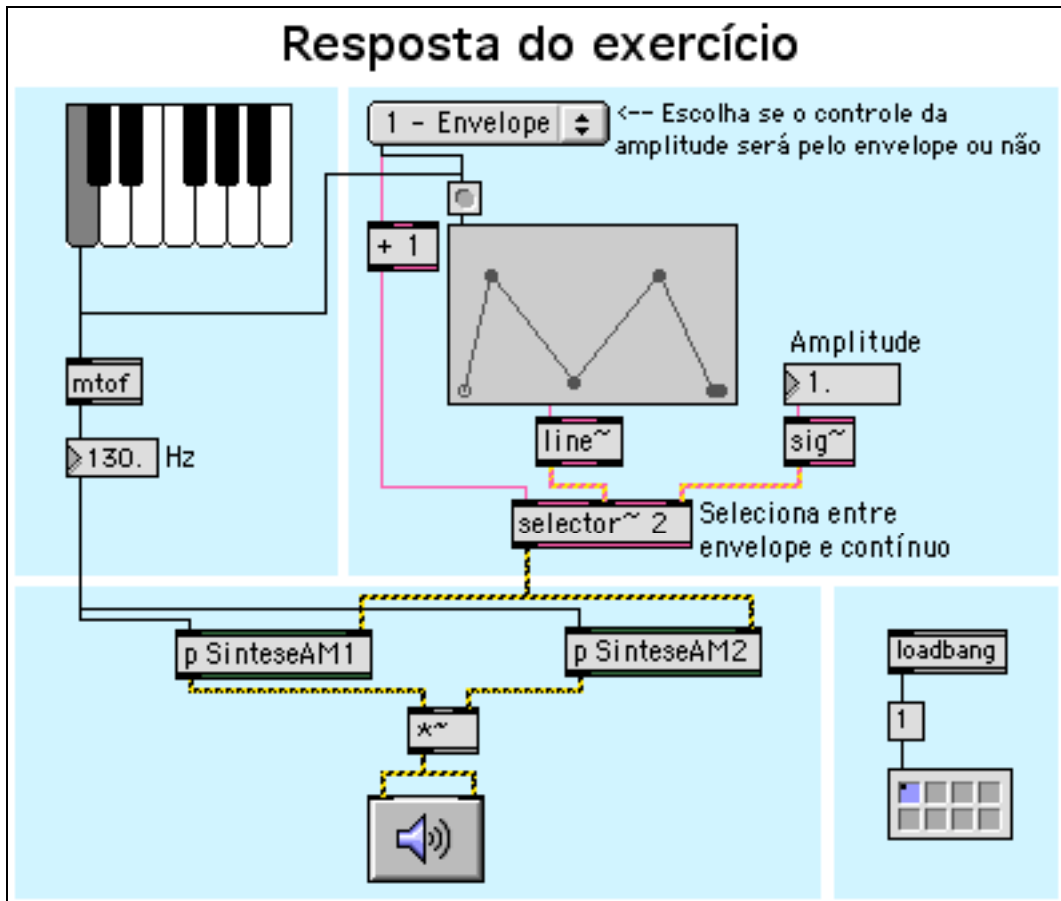 Resposta do exercício
1 - Envelope
<-- Escolha se o controle da
amplitude será pelo envelope ou não
+ 1
mtof
130. Hz
Amplitude
1.
line~
sig~
selector~ 2
Seleciona entre
envelope e contínuo
p SinteseAM1
p SinteseAM2
*~
loadbang
1